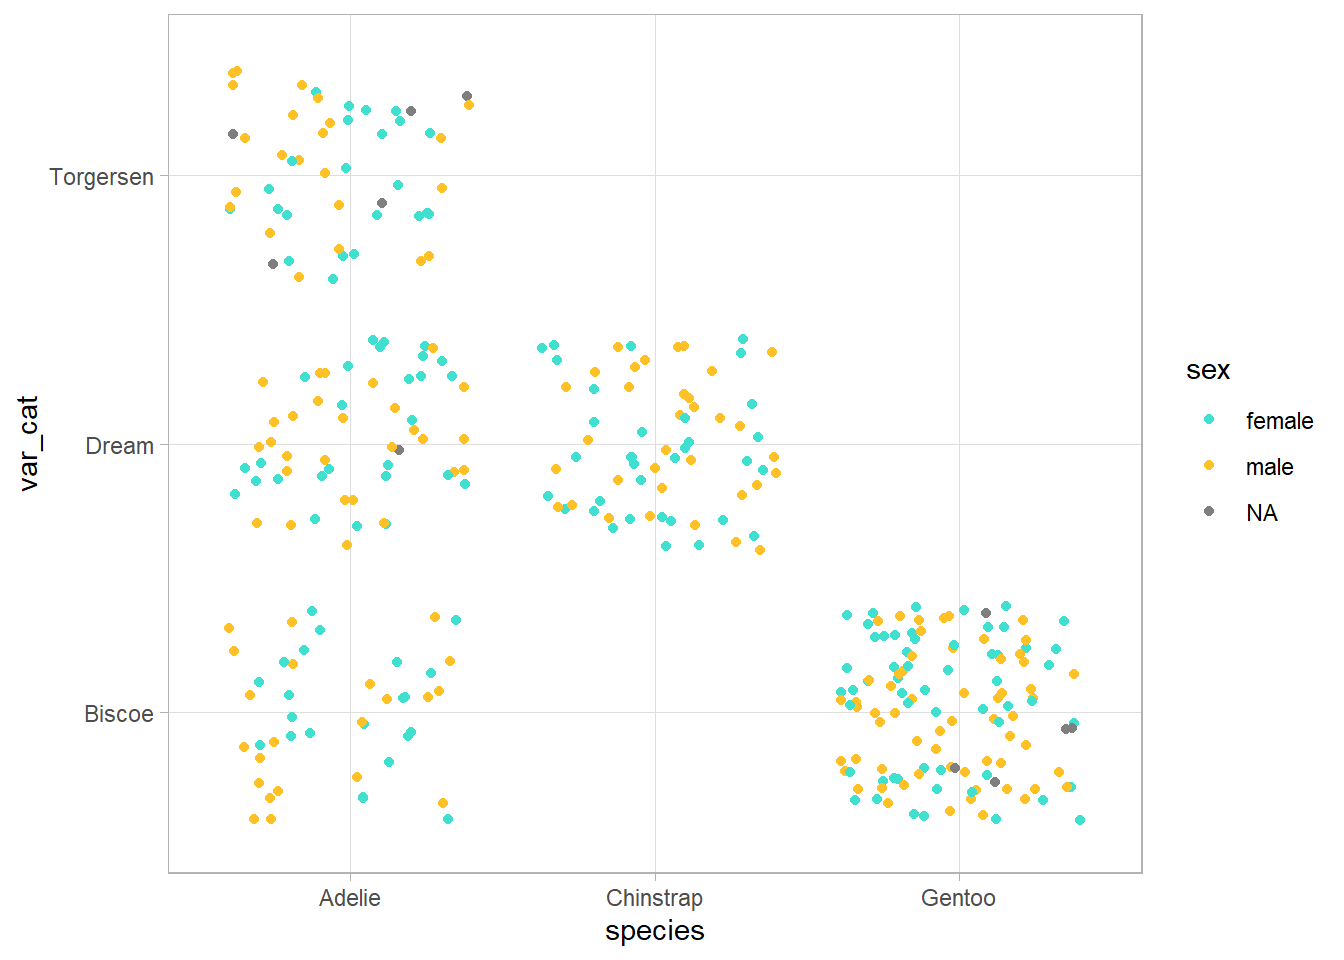 Torgersen
Dream
Biscoe
var_cat
Adelie
Chinstrap
Gentoo
species
sex
female
male
NA